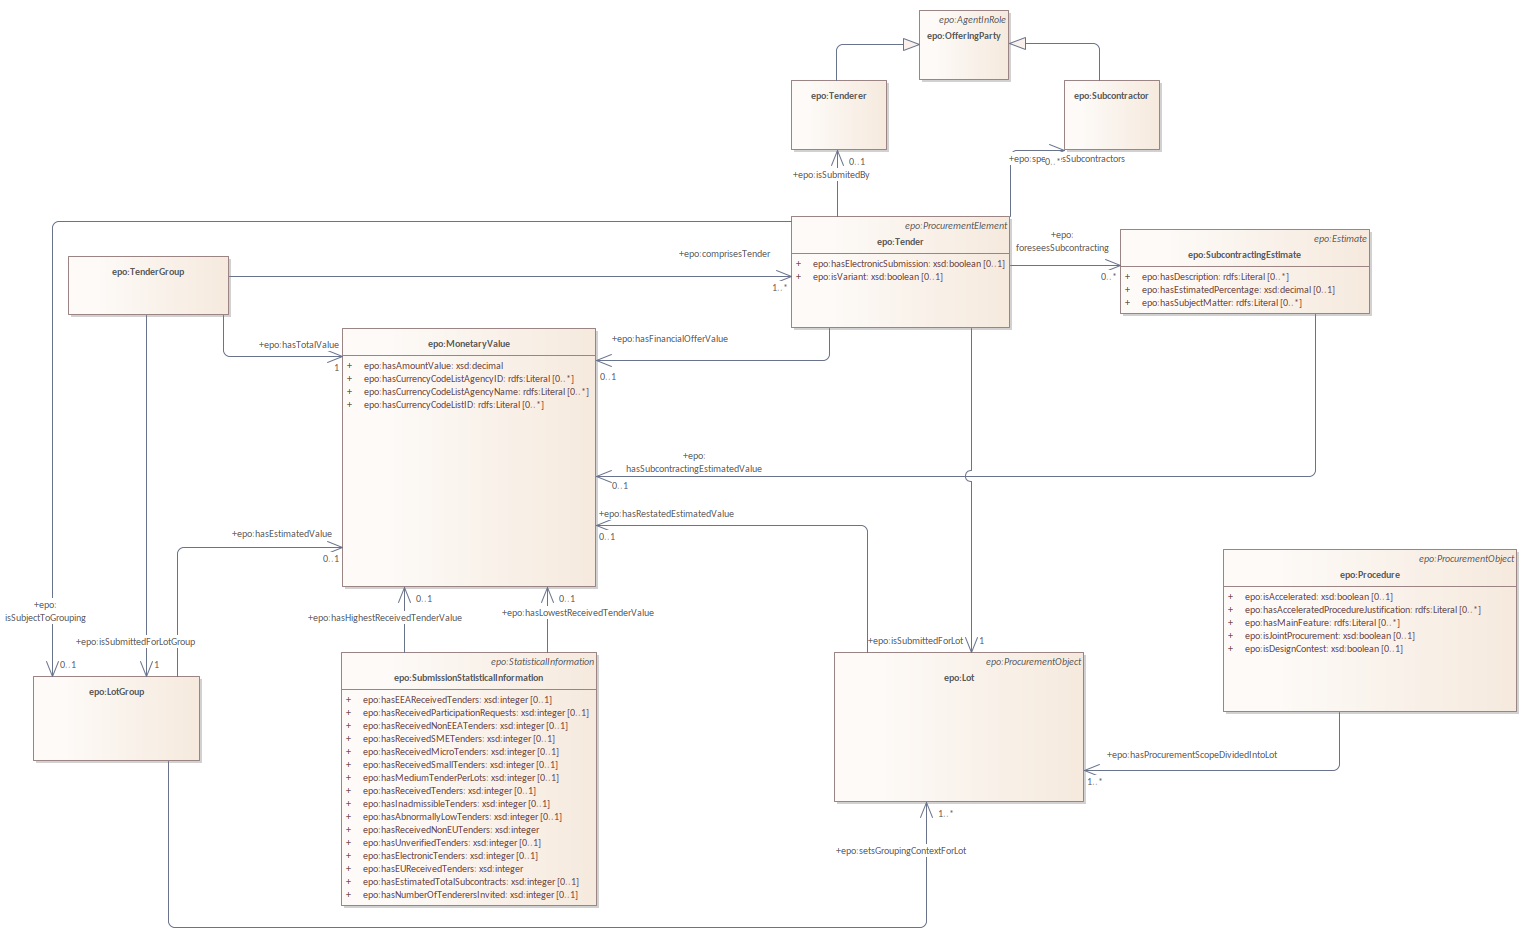 epo:AgentInRole
epo:OfferingParty
epo:Tenderer
epo:Subcontractor
0..1
+epo:isSubmitedBy
0..*
epo:ProcurementElement
epo:Tender
+ epo:hasElectronicSubmission: xsd:boolean [0..1]
+ epo:isVariant: xsd:boolean [0..1]
+epo:
foreseesSubcontracting
0..*
epo:Estimate
epo:SubcontractingEstimate
+ epo:hasDescription: rdfs:Literal [0..*]
+ epo:hasEstimatedPercentage: xsd:decimal [0..1]
+ epo:hasSubjectMatter: rdfs:Literal [0..*]
+epo:comprisesTender
1..*
epo:TenderGroup
+epo:hasTotalValue
1
epo:MonetaryValue
+ epo:hasAmountValue: xsd:decimal
+ epo:hasCurrencyCodeListAgencyID: rdfs:Literal [0..*]
+ epo:hasCurrencyCodeListAgencyName: rdfs:Literal [0..*]
+ epo:hasCurrencyCodeListID: rdfs:Literal [0..*]
+epo:hasFinancialOfferValue
0..1
+epo:
hasSubcontractingEstimatedValue
0..1
+epo:hasRestatedEstimatedValue
0..1
+epo:hasEstimatedValue
0..1
+epo:
isSubjectToGrouping
0..1
+epo:isSubmittedForLotGroup
1
epo:LotGroup
0..1
+epo:hasHighestReceivedTenderValue
0..1
+epo:hasLowestReceivedTenderValue
epo:StatisticalInformation
epo:SubmissionStatisticalInformation
+ epo:hasEEAReceivedTenders: xsd:integer [0..1]
+ epo:hasReceivedParticipationRequests: xsd:integer [0..1]
+ epo:hasReceivedNonEEATenders: xsd:integer [0..1]
+ epo:hasReceivedSMETenders: xsd:integer [0..1]
+ epo:hasReceivedMicroTenders: xsd:integer [0..1]
+ epo:hasReceivedSmallTenders: xsd:integer [0..1]
+ epo:hasMediumTenderPerLots: xsd:integer [0..1]
+ epo:hasReceivedTenders: xsd:integer [0..1]
+ epo:hasInadmissibleTenders: xsd:integer [0..1]
+ epo:hasAbnormallyLowTenders: xsd:integer [0..1]
+ epo:hasReceivedNonEUTenders: xsd:integer
+ epo:hasUnverifiedTenders: xsd:integer [0..1]
+ epo:hasElectronicTenders: xsd:integer [0..1]
+ epo:hasEUReceivedTenders: xsd:integer
+ epo:hasEstimatedTotalSubcontracts: xsd:integer [0..1]
+ epo:hasNumberOfTenderersInvited: xsd:integer [0..1]
+epo:isSubmittedForLot
1
epo:ProcurementObject
epo:Lot
epo:ProcurementObject
epo:Procedure
+ epo:isAccelerated: xsd:boolean [0..1]
+ epo:hasAcceleratedProcedureJustification: rdfs:Literal [0..*]
+ epo:hasMainFeature: rdfs:Literal [0..*]
+ epo:isJointProcurement: xsd:boolean [0..1]
+ epo:isDesignContest: xsd:boolean [0..1]
+epo:hasProcurementScopeDividedIntoLot
1..*
1..*
+epo:setsGroupingContextForLot